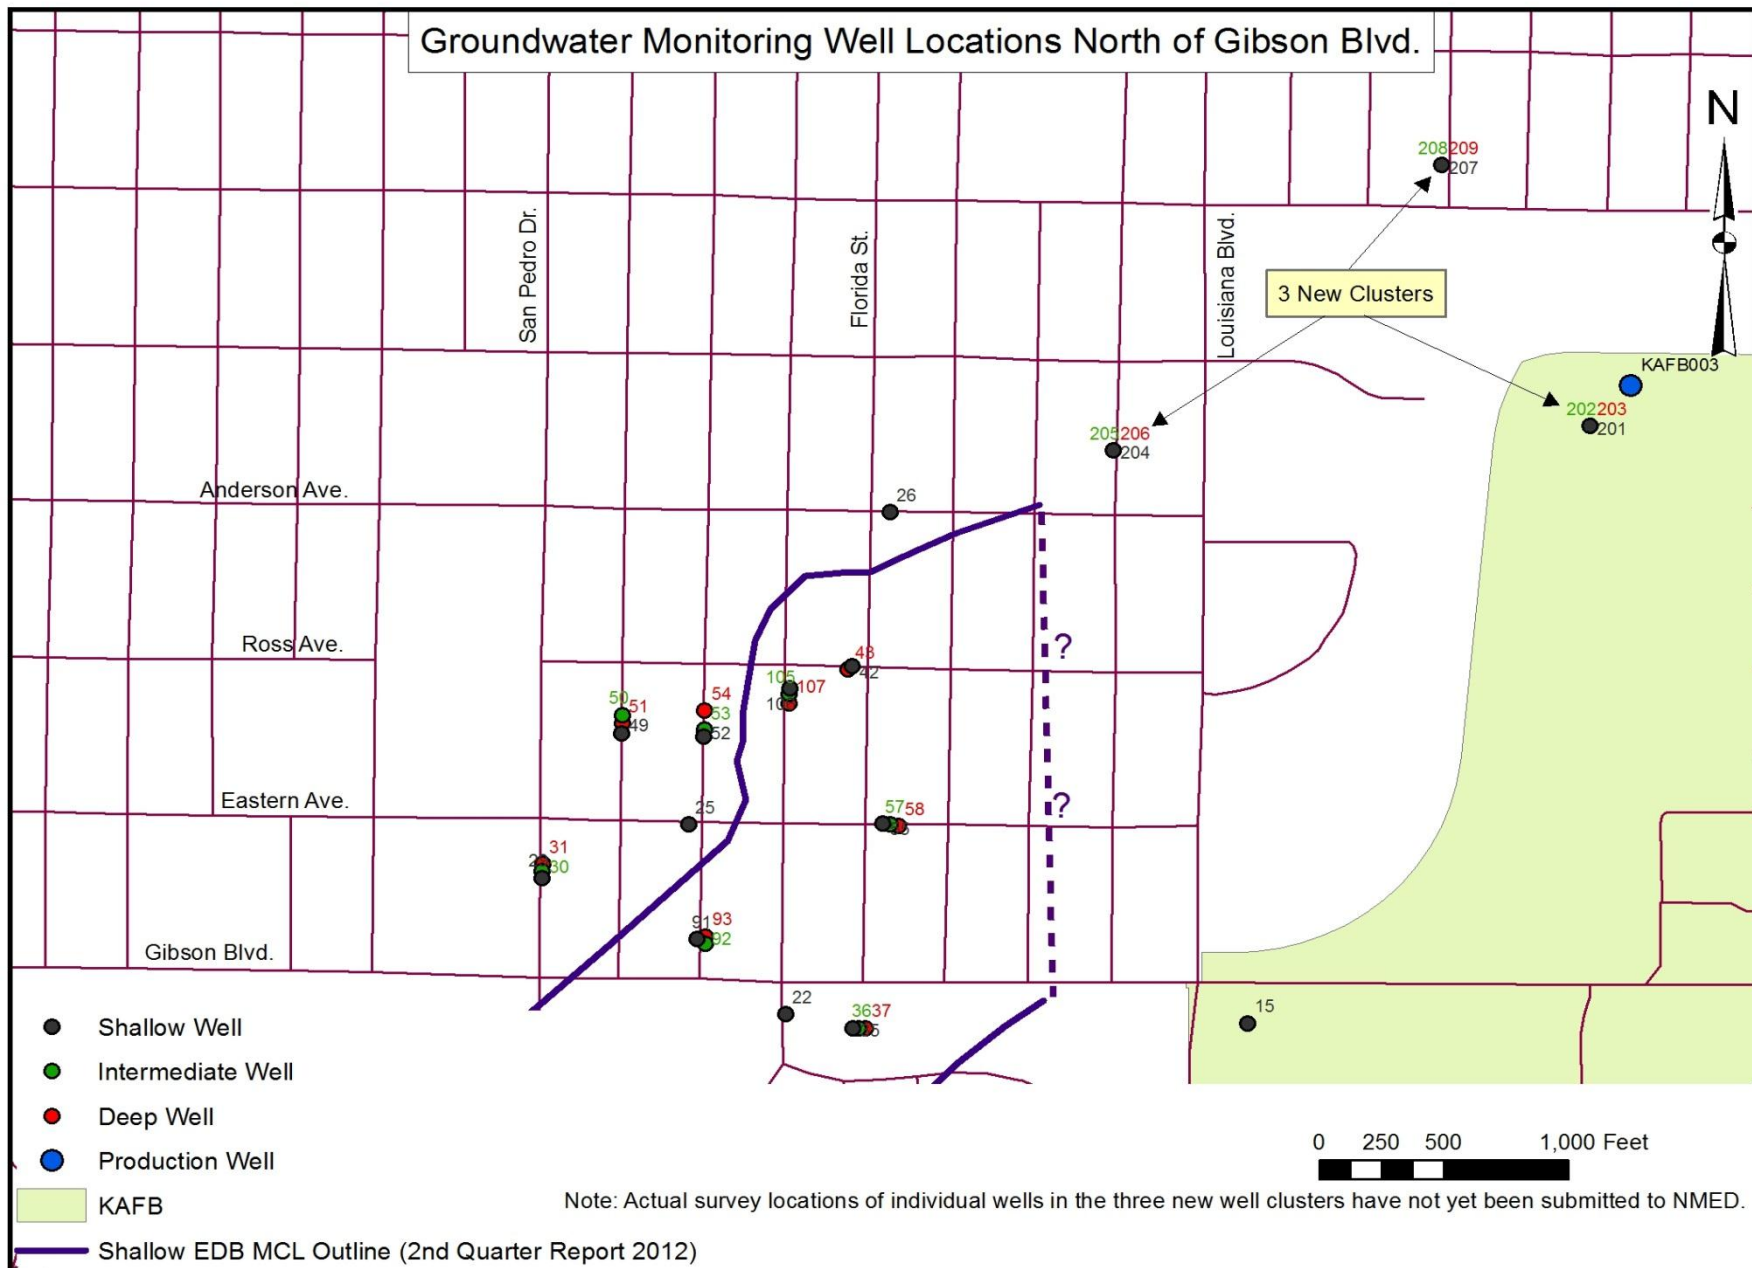 Groundwater Monitoring Well Locations North of Gibson Blvd.
N
208 209
207
San Pedro Dr.
Florida St.
Louisiana Blvd.
3 New Clusters
KAFB003
202 203
201
205 206
204
Anderson Ave.
26
Ross Ave.
43
42
105
107
50
51
49
54
53
52
?
Eastern Ave.
25
57
58
?
31
30
91 93
92
Gibson Blvd.
22
36 37
15
Shallow Well
Intermediate Well
Deep Well
Production Well
KAFB
Shallow EDB MCL Outline (2nd Quarter Report 2012)
0 250 500 1,000 Feet
Note: Actual survey locations of individual wells in the three new well clusters have not yet been submitted to NMED.